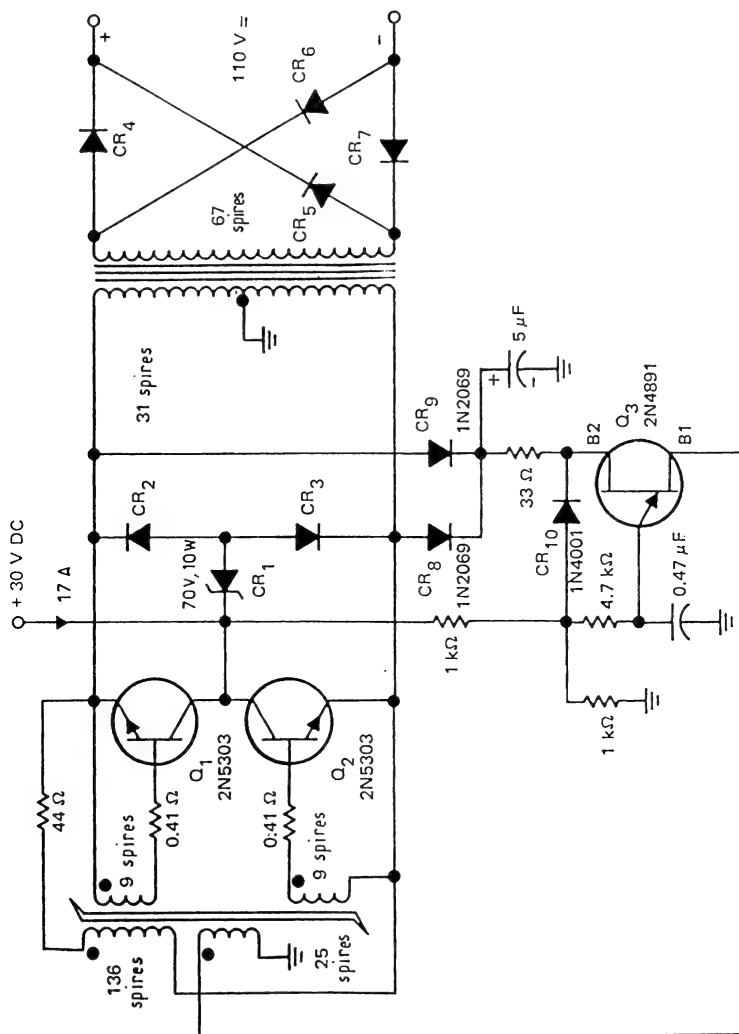 + 30 V DC
17 A
44 Ω
136
spires
25
spires
9 spires
9 spires
0.41 Ω
0:41 Ω
Q1
2N5303
Q2
2N5303
70V, 10W
CR1
CR2
CR3
31 spires
67
spires
CR4
CR5
CR6
CR7
+
−
110 V =
CR8
1N2069
CR9
1N2069
+
−
5 μF
33 Ω
CR10
1N4001
1 kΩ
1 kΩ
4.7 kΩ
0.47 μF
B2
B1
Q3
2N4891